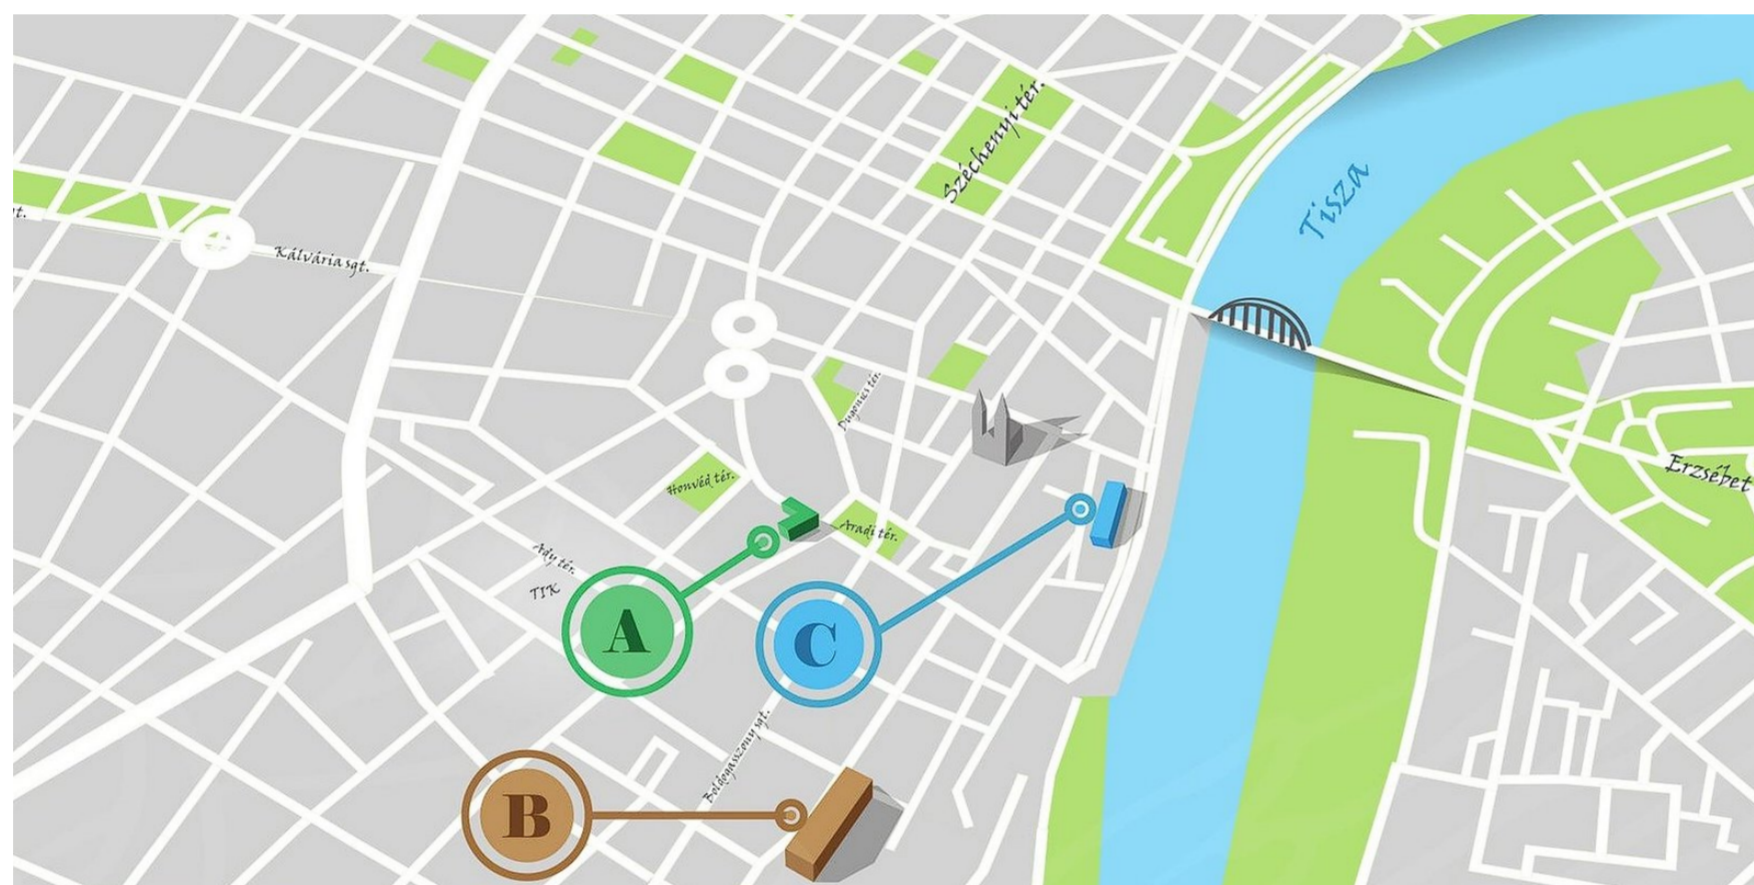 Széchenyi tér.
Tisza
t.
Kálvária sgt.
Dugonics tér.
Honvéd tér.
Aradi tér.
Erzsébet
Ady tér.
TIK
A
C
Boldogasszony sgt.
B